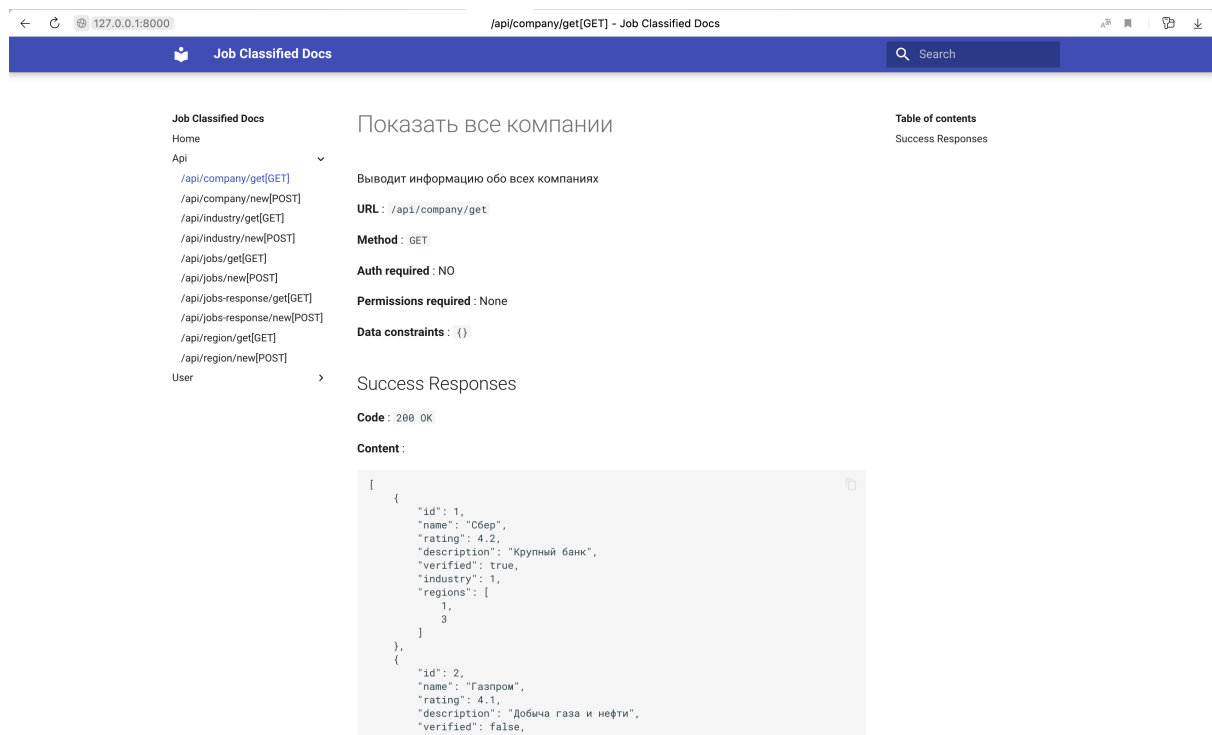 127.0.0.1:8000
/api/company/get[GET] - Job Classified Docs
Job Classified Docs
Search
Job Classified Docs
Home
Api
/api/company/get[GET]
/api/company/new[POST]
/api/industry/get[GET]
/api/industry/new[POST]
/api/jobs/get[GET]
/api/jobs/new[POST]
/api/jobs-response/get[GET]
/api/jobs-response/new[POST]
/api/region/get[GET]
/api/region/new[POST]
User
Показать все компании
Выводит информацию обо всех компаниях
URL : /api/company/get
Method : GET
Auth required : NO
Permissions required : None
Data constraints : {}
Success Responses
Code : 200 OK
Content :
[
    {
        "id": 1,
        "name": "Сбер",
        "rating": 4.2,
        "description": "Крупный банк",
        "verified": true,
        "industry": 1,
        "regions": [
            1,
            3
        ]
    },
    {
        "id": 2,
        "name": "Газпром",
        "rating": 4.1,
        "description": "Добыча газа и нефти",
        "verified": false,
Table of contents
Success Responses